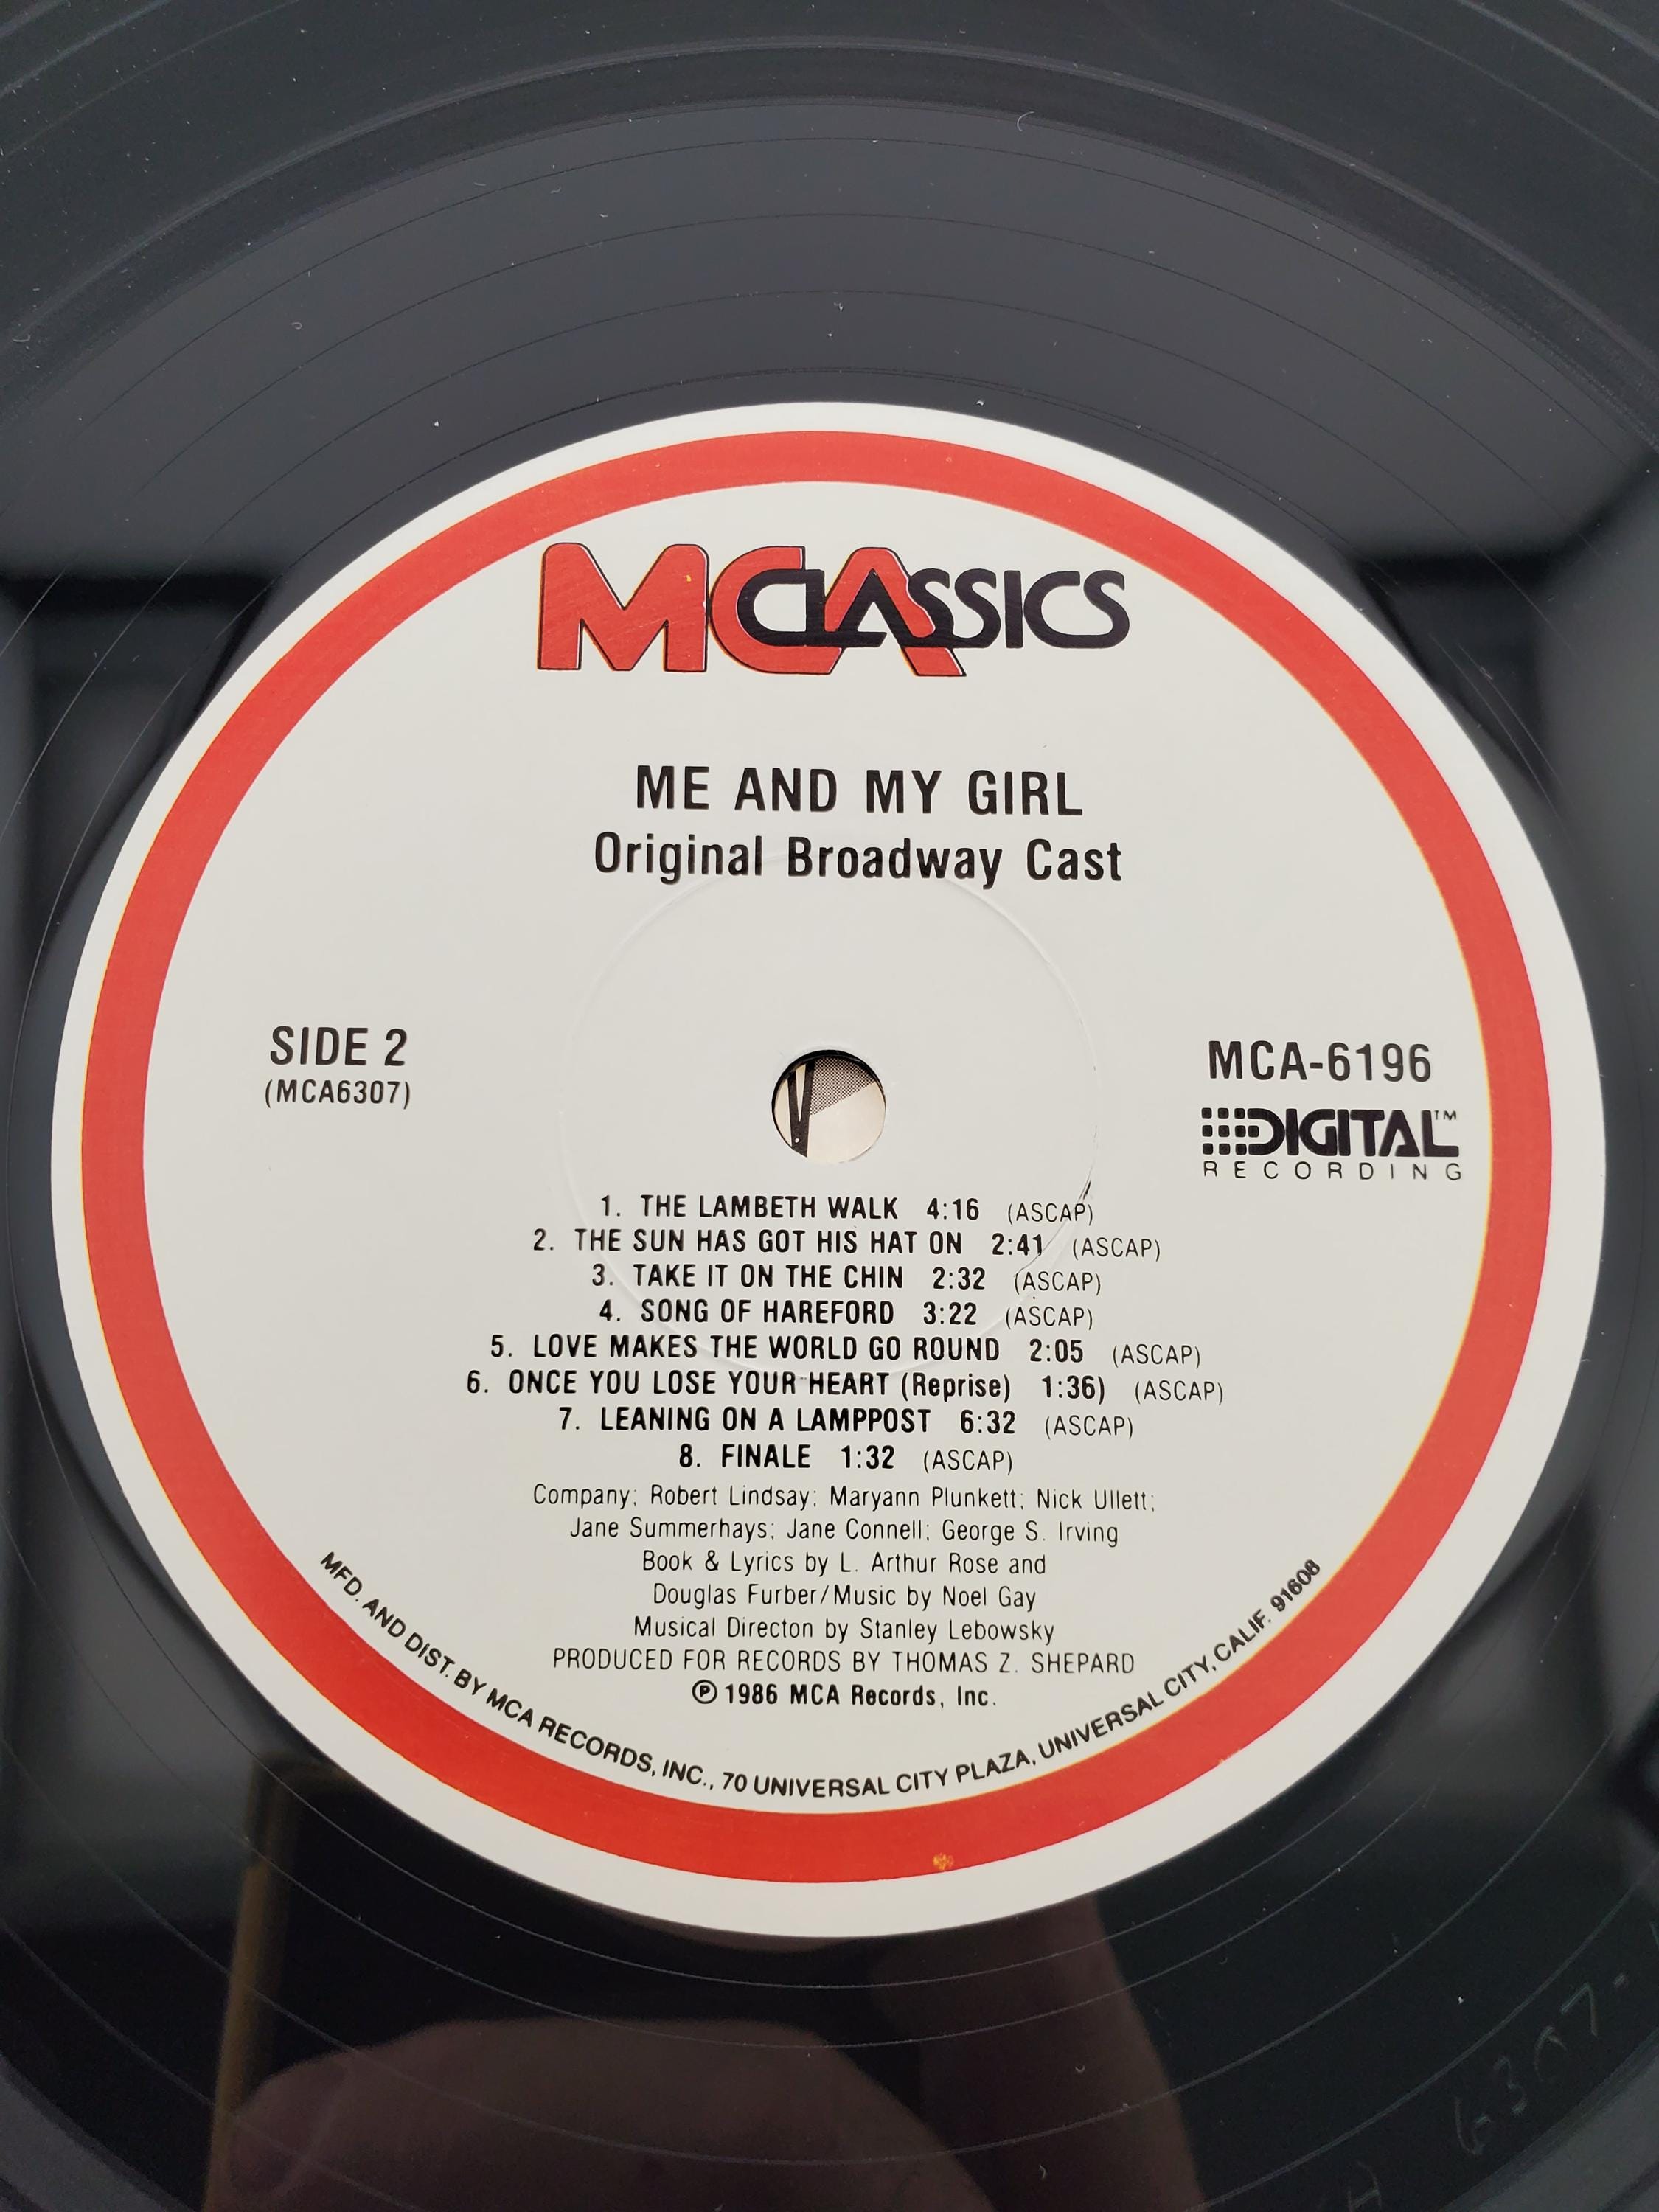 MCA CLASSICS
ME AND MY GIRL
Original Broadway Cast
SIDE 2
(MCA6307)
MCA-6196
DIGITAL™
RECORDING
1. THE LAMBETH WALK 4:16 (ASCAP)
2. THE SUN HAS GOT HIS HAT ON 2:41 (ASCAP)
3. TAKE IT ON THE CHIN 2:32 (ASCAP)
4. SONG OF HAREFORD 3:22 (ASCAP)
5. LOVE MAKES THE WORLD GO ROUND 2:05 (ASCAP)
6. ONCE YOU LOSE YOUR HEART (Reprise) 1:36) (ASCAP)
7. LEANING ON A LAMPPOST 6:32 (ASCAP)
8. FINALE 1:32 (ASCAP)
Company; Robert Lindsay; Maryann Plunkett; Nick Ullett;
Jane Summerhays; Jane Connell; George S. Irving
Book & Lyrics by L. Arthur Rose and
Douglas Furber/Music by Noel Gay
Musical Directon by Stanley Lebowsky
PRODUCED FOR RECORDS BY THOMAS Z. SHEPARD
℗ 1986 MCA Records, Inc.
MFD. AND DIST. BY MCA RECORDS, INC., 70 UNIVERSAL CITY PLAZA, UNIVERSAL CITY, CALIF. 91608